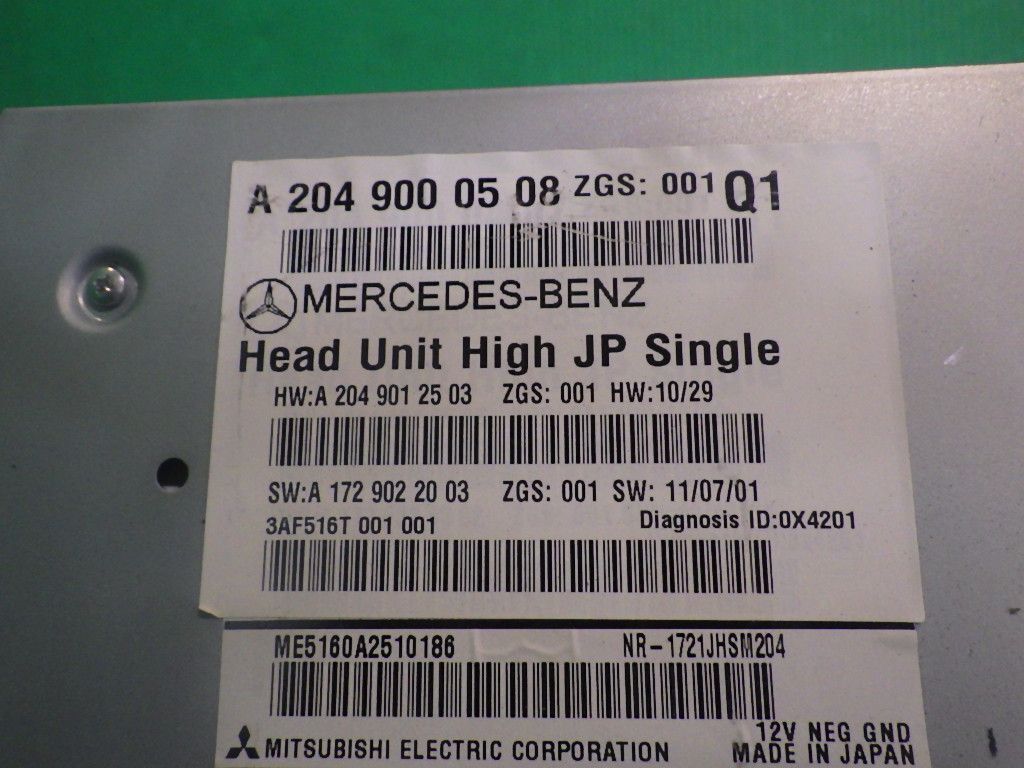 A 204 900 05 08 ZGS: 001 Q1
MERCEDES-BENZ
Head Unit High JP Single
HW:A 204 901 25 03 ZGS: 001 HW:10/29
SW:A 172 902 20 03 ZGS: 001 SW: 11/07/01
3AF516T 001 001 Diagnosis ID:0X4201
ME5160A2510186 NR-1721JHSM204
12V NEG GND
MITSUBISHI ELECTRIC CORPORATION MADE IN JAPAN